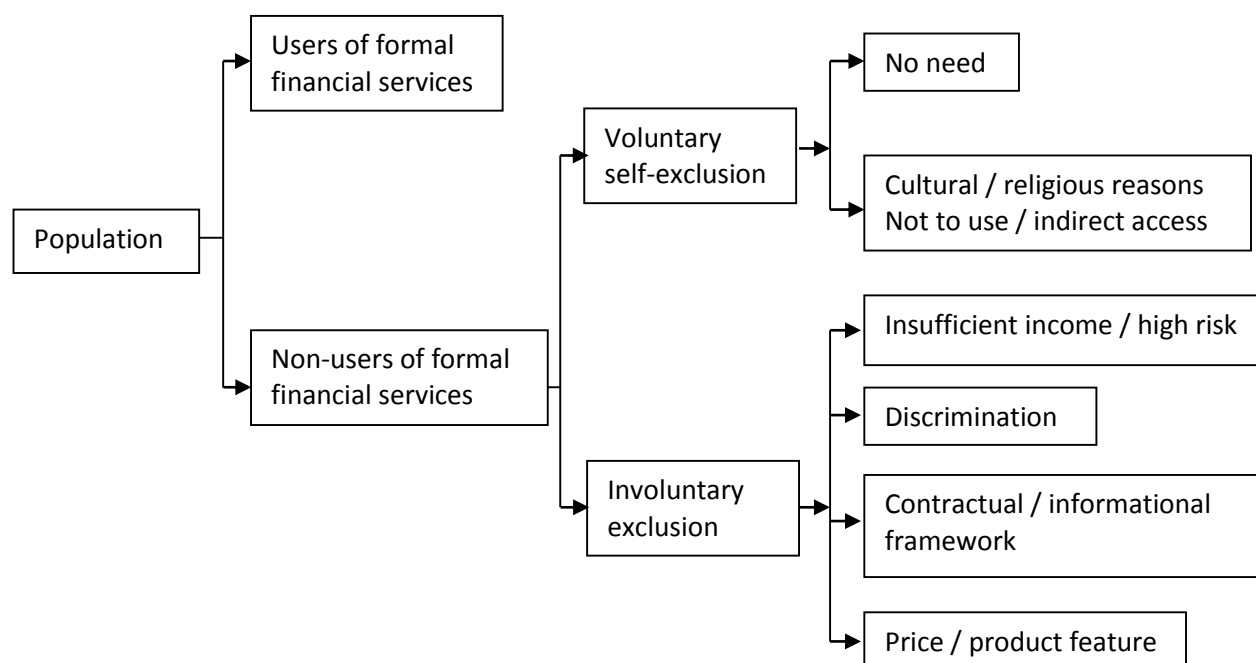 Users of formal
financial services
No need
Voluntary
self-exclusion
Cultural / religious reasons
Not to use / indirect access
Population
Insufficient income / high risk
Non-users of formal
financial services
Discrimination
Involuntary
exclusion
Contractual / informational
framework
Price / product feature